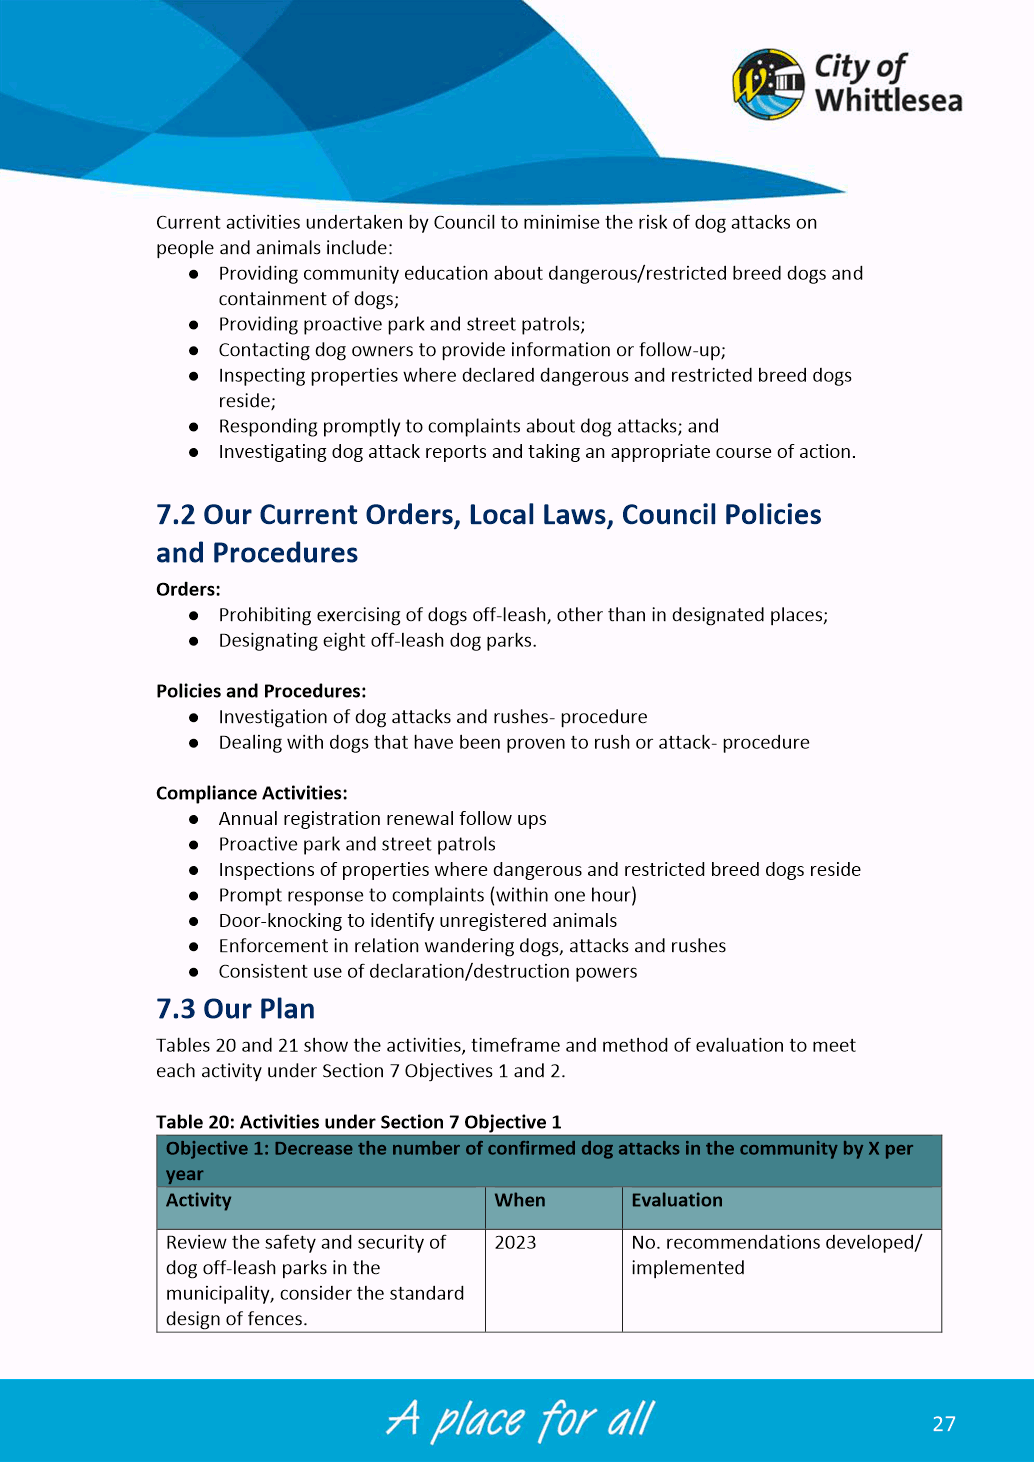 City of
Whittlesea
Current activities undertaken by Council to minimise the risk of dog attacks on
people and animals include:
● Providing community education about dangerous/restricted breed dogs and
containment of dogs;
● Providing proactive park and street patrols;
● Contacting dog owners to provide information or follow-up;
● Inspecting properties where declared dangerous and restricted breed dogs
reside;
● Responding promptly to complaints about dog attacks; and
● Investigating dog attack reports and taking an appropriate course of action.
7.2 Our Current Orders, Local Laws, Council Policies
and Procedures
Orders:
● Prohibiting exercising of dogs off-leash, other than in designated places;
● Designating eight off-leash dog parks.
Policies and Procedures:
● Investigation of dog attacks and rushes- procedure
● Dealing with dogs that have been proven to rush or attack- procedure
Compliance Activities:
● Annual registration renewal follow ups
● Proactive park and street patrols
● Inspections of properties where dangerous and restricted breed dogs reside
● Prompt response to complaints (within one hour)
● Door-knocking to identify unregistered animals
● Enforcement in relation wandering dogs, attacks and rushes
● Consistent use of declaration/destruction powers
7.3 Our Plan
Tables 20 and 21 show the activities, timeframe and method of evaluation to meet
each activity under Section 7 Objectives 1 and 2.
Table 20: Activities under Section 7 Objective 1
Objective 1: Decrease the number of confirmed dog attacks in the community by X per
year
Activity When Evaluation
Review the safety and security of 2023 No. recommendations developed/
dog off-leash parks in the implemented
municipality, consider the standard
design of fences.
A place for all
27